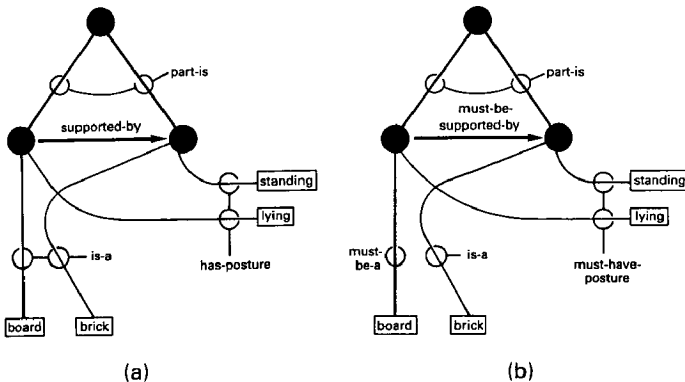 part-is
supported-by
standing
lying
is-a
has-posture
board
brick
(a)
part-is
must-be-
supported-by
standing
lying
must-
be-a
is-a
must-have-
posture
board
brick
(b)